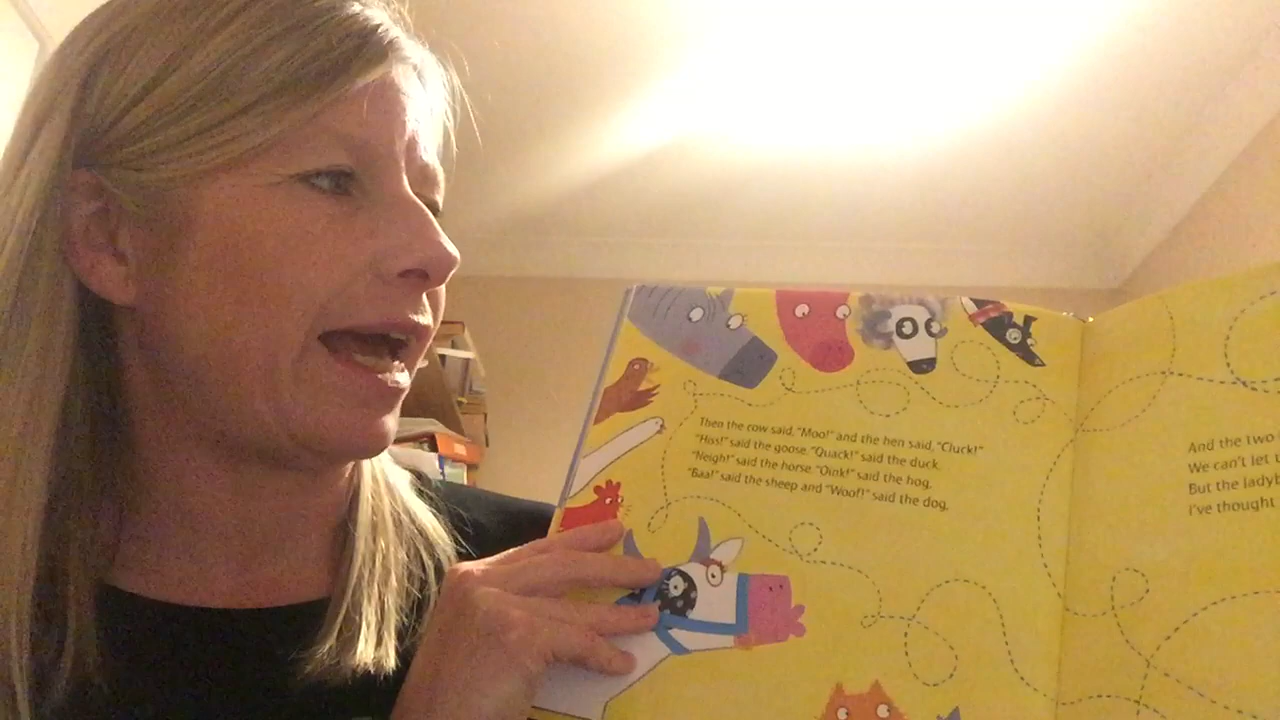 Then the cow said, "Moo!" and the hen said, "Cluck!"
"Hiss!" said the goose. "Quack!" said the duck.
"Neigh!" said the horse. "Oink!" said the hog.
"Baa!" said the sheep and "Woof!" said the dog.
And the two
We can't let
But the ladyb
I've thought